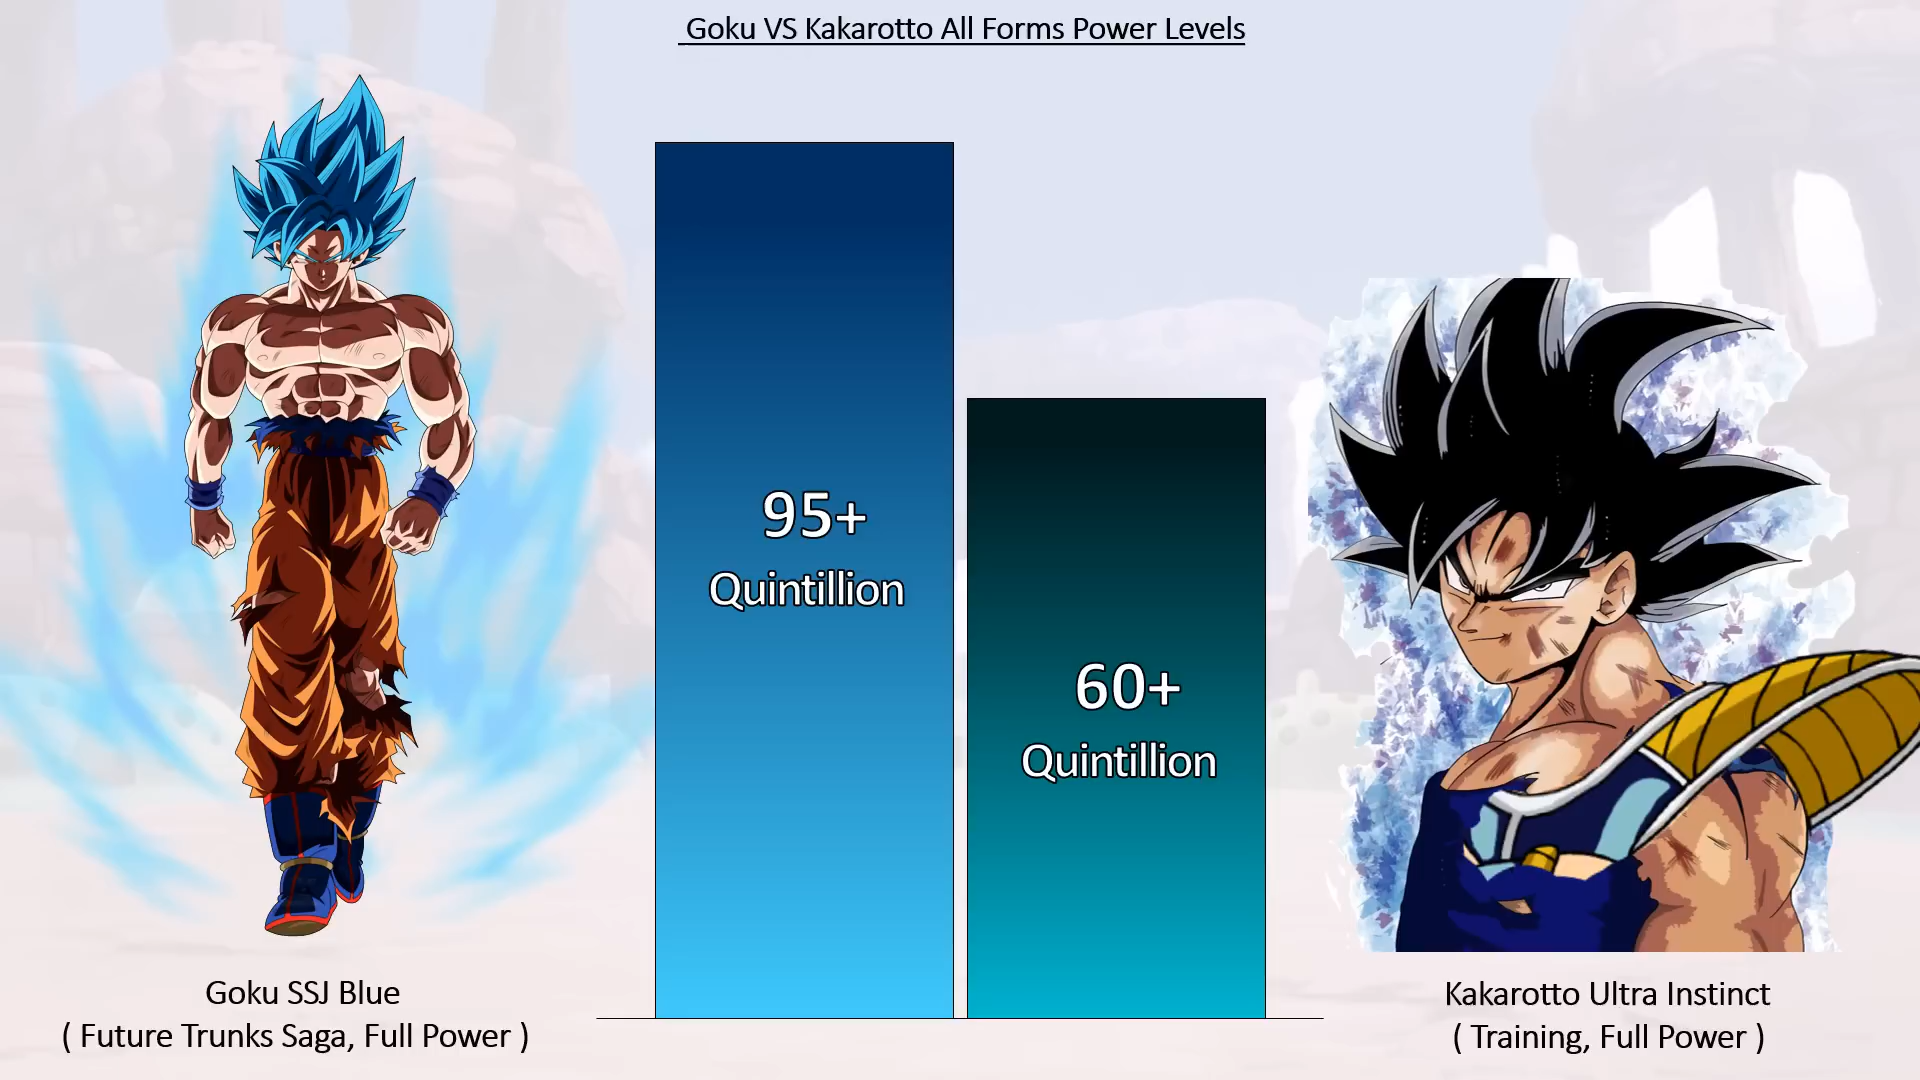 Goku VS Kakarotto All Forms Power Levels
95+
Quintillion
60+
Quintillion
Goku SSJ Blue
( Future Trunks Saga, Full Power )
Kakarotto Ultra Instinct
( Training, Full Power )